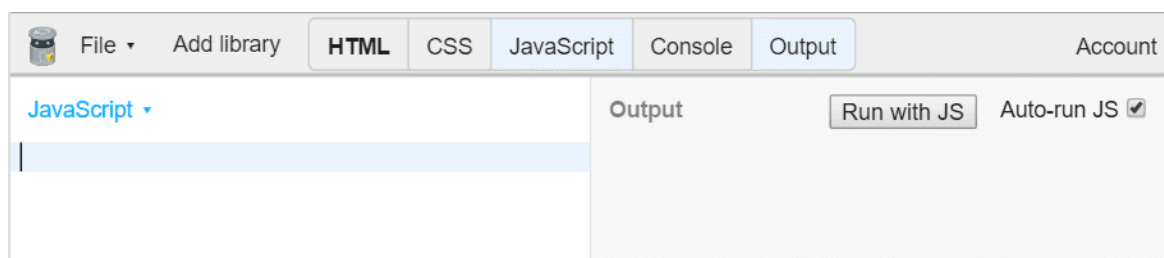 File Add library HTML CSS JavaScript Console Output Account
JavaScript Output Run with JS Auto-run JS